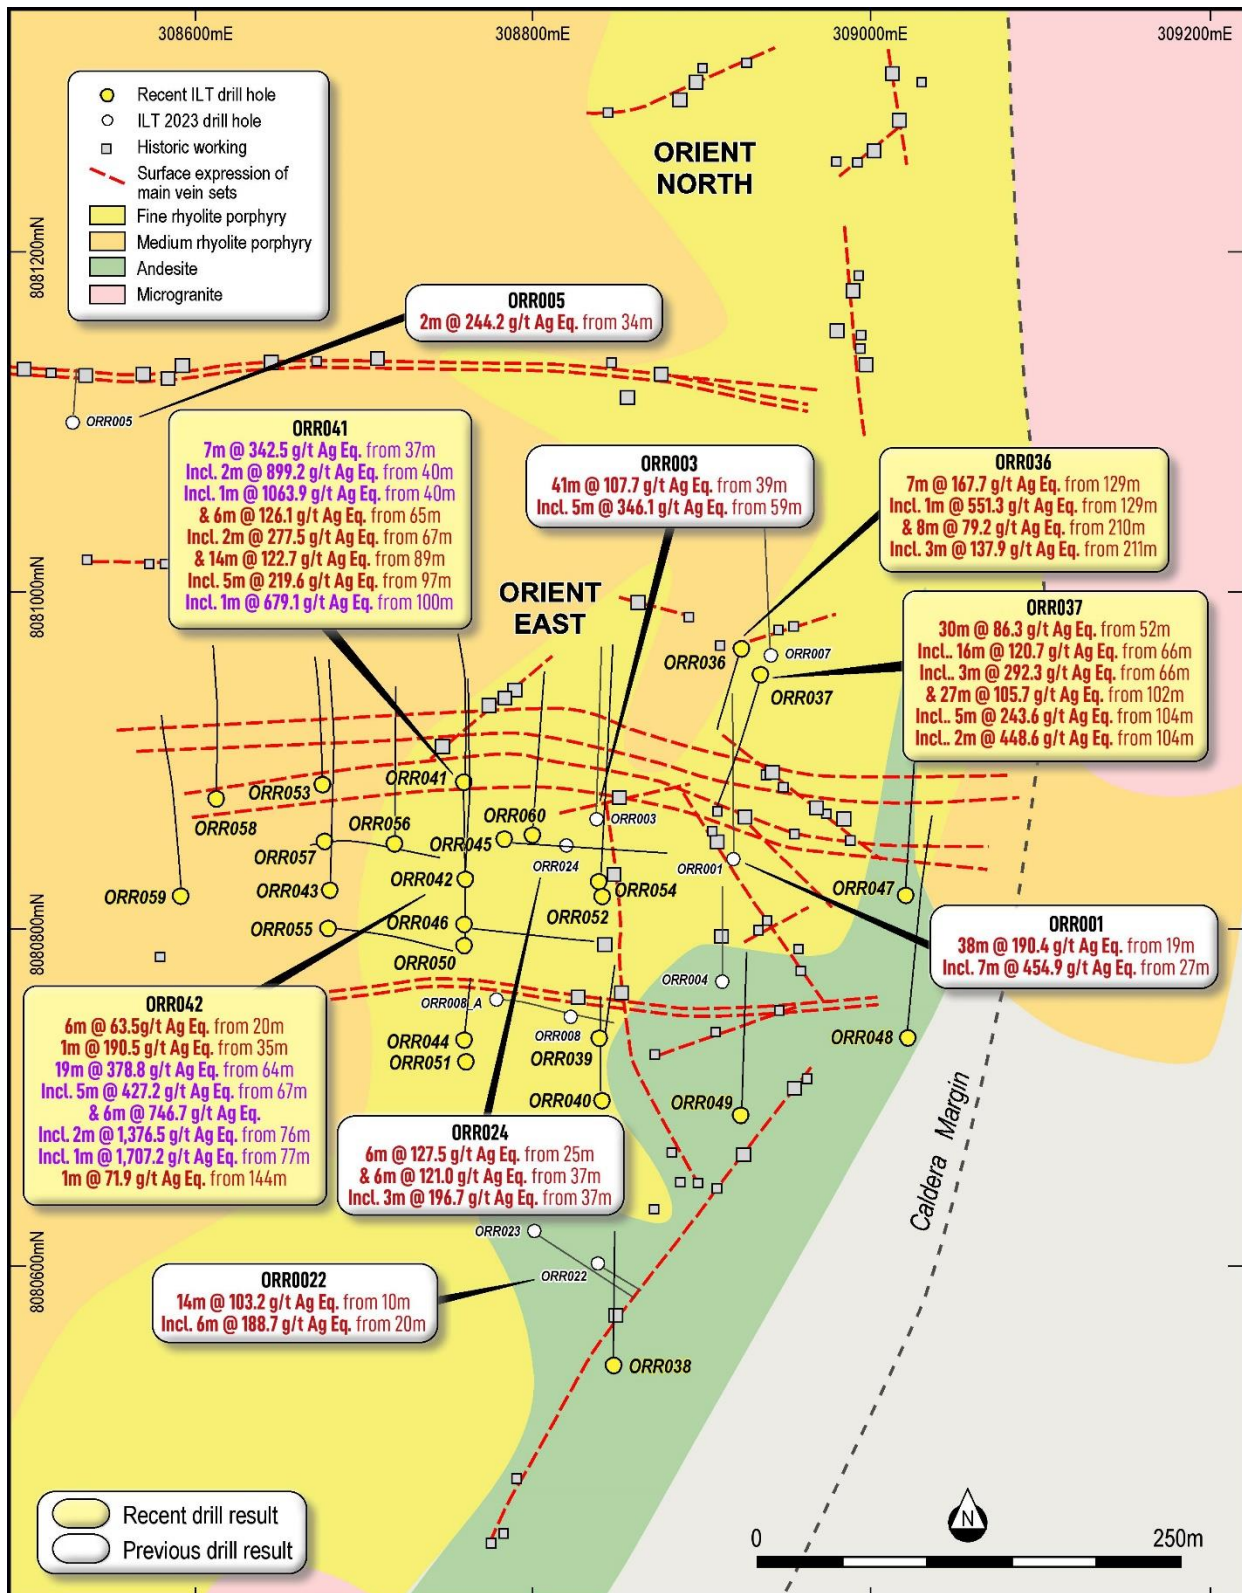 308600mE
308800mE
309000mE
309200mE
8081200mN
8081000mN
8080800mN
8080600mN
Recent ILT drill hole
ILT 2023 drill hole
Historic working
Surface expression of
main vein sets
Fine rhyolite porphyry
Medium rhyolite porphyry
Andesite
Microgranite
ORIENT
NORTH
ORR005
2m @ 244.2 g/t Ag Eq. from 34m
ORR005
ORR041
7m @ 342.5 g/t Ag Eq. from 37m
Incl. 2m @ 899.2 g/t Ag Eq. from 40m
Incl. 1m @ 1063.9 g/t Ag Eq. from 40m
& 6m @ 126.1 g/t Ag Eq. from 65m
Incl. 2m @ 277.5 g/t Ag Eq. from 67m
& 14m @ 122.7 g/t Ag Eq. from 89m
Incl. 5m @ 219.6 g/t Ag Eq. from 97m
Incl. 1m @ 679.1 g/t Ag Eq. from 100m
ORR003
41m @ 107.7 g/t Ag Eq. from 39m
Incl. 5m @ 346.1 g/t Ag Eq. from 59m
ORR036
7m @ 167.7 g/t Ag Eq. from 129m
Incl. 1m @ 551.3 g/t Ag Eq. from 129m
& 8m @ 79.2 g/t Ag Eq. from 210m
Incl. 3m @ 137.9 g/t Ag Eq. from 211m
ORIENT
EAST
ORR037
30m @ 86.3 g/t Ag Eq. from 52m
Incl.. 16m @ 120.7 g/t Ag Eq. from 66m
Incl.. 3m @ 292.3 g/t Ag Eq. from 66m
& 27m @ 105.7 g/t Ag Eq. from 102m
Incl.. 5m @ 243.6 g/t Ag Eq. from 104m
Incl.. 2m @ 448.6 g/t Ag Eq. from 104m
ORR036
ORR007
ORR037
ORR053
ORR041
ORR058
ORR056
ORR060
ORR003
ORR057
ORR045
ORR024
ORR001
ORR059
ORR043
ORR042
ORR054
ORR052
ORR047
ORR055
ORR046
ORR050
ORR001
38m @ 190.4 g/t Ag Eq. from 19m
Incl. 7m @ 454.9 g/t Ag Eq. from 27m
ORR004
ORR008_A
ORR008
ORR044
ORR039
ORR048
ORR051
ORR040
ORR049
ORR042
6m @ 63.5g/t Ag Eq. from 20m
1m @ 190.5 g/t Ag Eq. from 35m
19m @ 378.8 g/t Ag Eq. from 64m
Incl. 5m @ 427.2 g/t Ag Eq. from 67m
& 6m @ 746.7 g/t Ag Eq.
Incl. 2m @ 1,376.5 g/t Ag Eq. from 76m
Incl. 1m @ 1,707.2 g/t Ag Eq. from 77m
1m @ 71.9 g/t Ag Eq. from 144m
ORR024
6m @ 127.5 g/t Ag Eq. from 25m
& 6m @ 121.0 g/t Ag Eq. from 37m
Incl. 3m @ 196.7 g/t Ag Eq. from 37m
Caldera Margin
ORR023
ORR022
ORR0022
14m @ 103.2 g/t Ag Eq. from 10m
Incl. 6m @ 188.7 g/t Ag Eq. from 20m
ORR038
Recent drill result
Previous drill result
N
0
250m